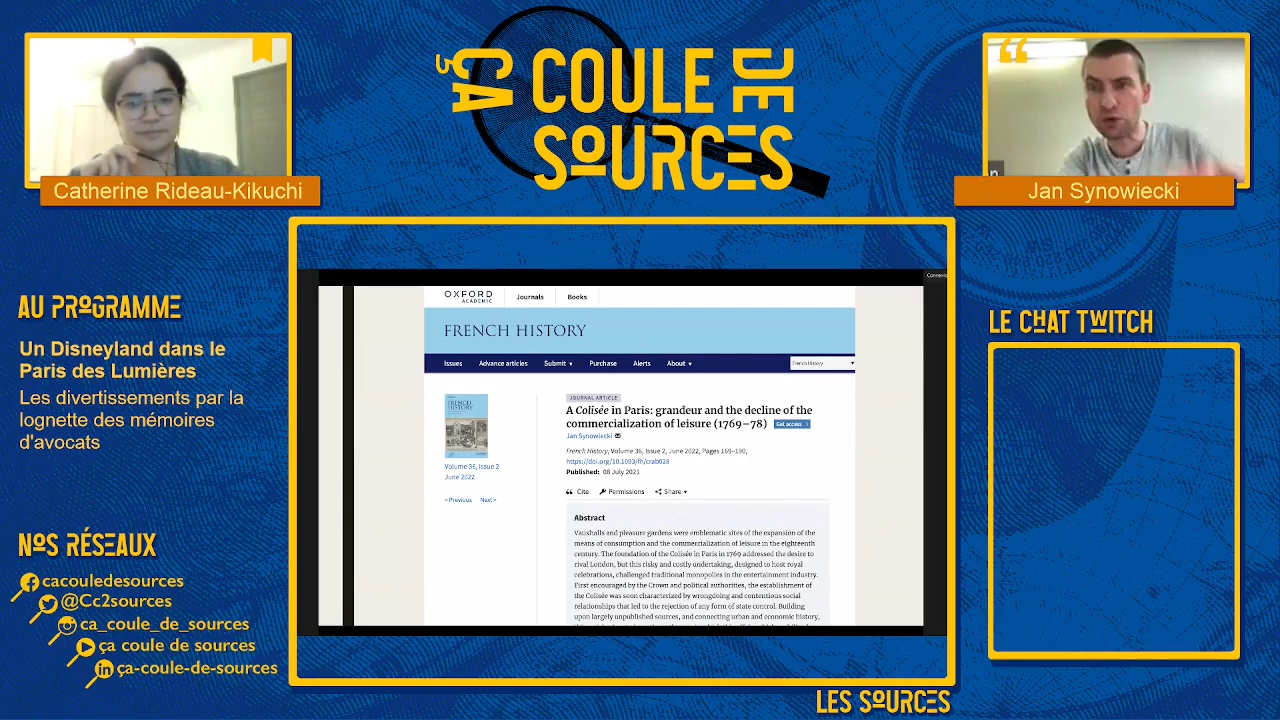 ÇA COULE DE SOURCES
Catherine Rideau-Kikuchi
Jan Synowiecki
AU PROGRAMME
Un Disneyland dans le
Paris des Lumières
Les divertissements par la
lognette des mémoires
d'avocats
NOS RÉSEAUX
cacouledesources
@Cc2sources
ca_coule_de_sources
ça coule de sources
ça-coule-de-sources
OXFORD
ACADEMIC
Journals
Books
FRENCH HISTORY
Issues Advance articles Submit ▾ Purchase Alerts About ▾
French History
FRENCH
HISTORY
Volume 36, Issue 2
June 2022
< Previous Next >
JOURNAL ARTICLE
A Colisée in Paris: grandeur and the decline of the
commercialization of leisure (1769–78) Get access >
Jan Synowiecki
French History, Volume 36, Issue 2, June 2022, Pages 169–190,
https://doi.org/10.1093/fh/crab028
Published: 08 July 2021
Cite Permissions Share ▾
Abstract
Vauxhalls and pleasure gardens were emblematic sites of the expansion of the
means of consumption and the commercialization of leisure in the eighteenth
century. The foundation of the Colisée in Paris in 1769 addressed the desire to
rival London, but this risky and costly undertaking, designed to host royal
celebrations, challenged traditional monopolies in the entertainment industry.
First encouraged by the Crown and political authorities, the establishment of
the Colisée was soon characterized by wrongdoing and contentious social
relationships that led to the rejection of any form of state control. Building
upon largely unpublished sources, and connecting urban and economic history,
LE CHAT TWITCH
LES SOURCES